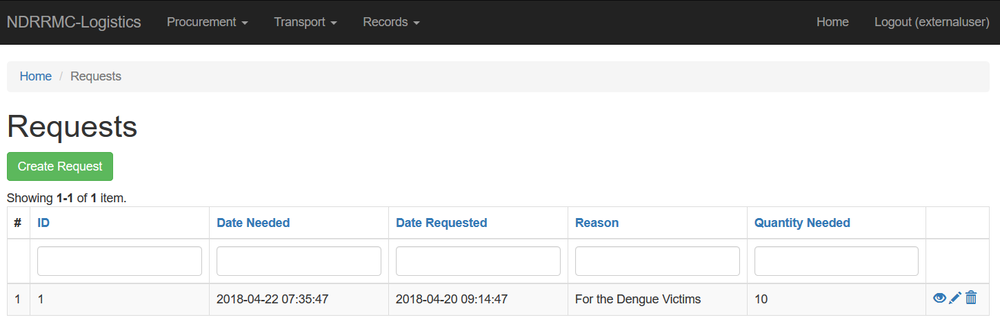 NDRRMC-Logistics Procurement Transport Records Home Logout (externaluser)
Home / Requests
Requests
Create Request
Showing 1-1 of 1 item.
# ID Date Needed Date Requested Reason Quantity Needed
1 1 2018-04-22 07:35:47 2018-04-20 09:14:47 For the Dengue Victims 10